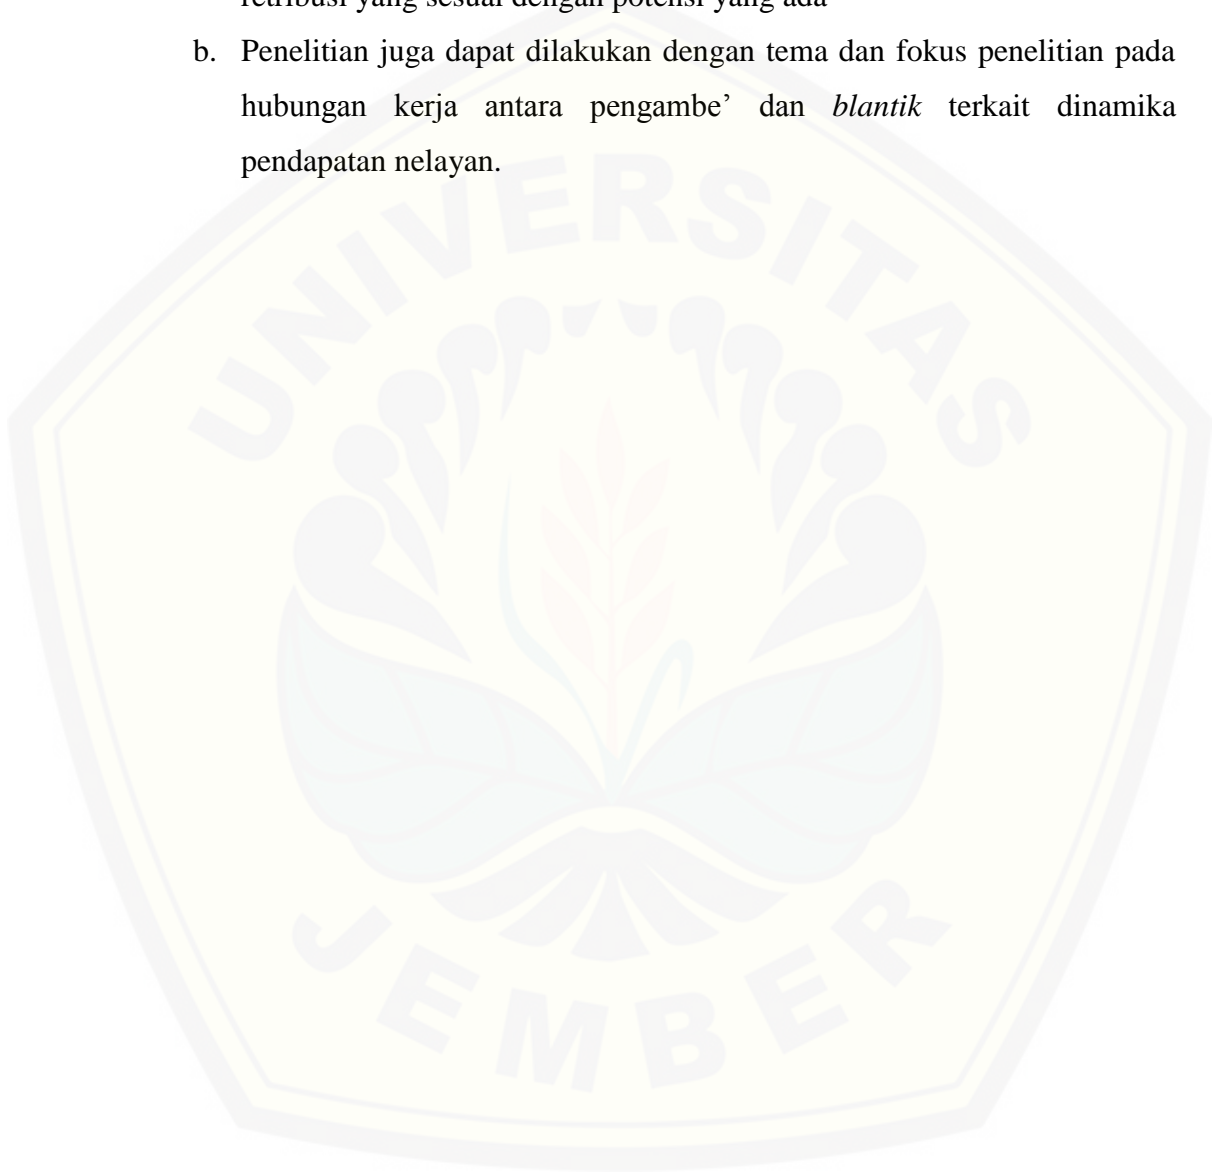 retribusi yang sesuai dengan potensi yang ada
b. Penelitian juga dapat dilakukan dengan tema dan fokus penelitian pada
hubungan kerja antara pengambe’ dan blantik terkait dinamika
pendapatan nelayan.
UNIVERSITAS
JEMBER